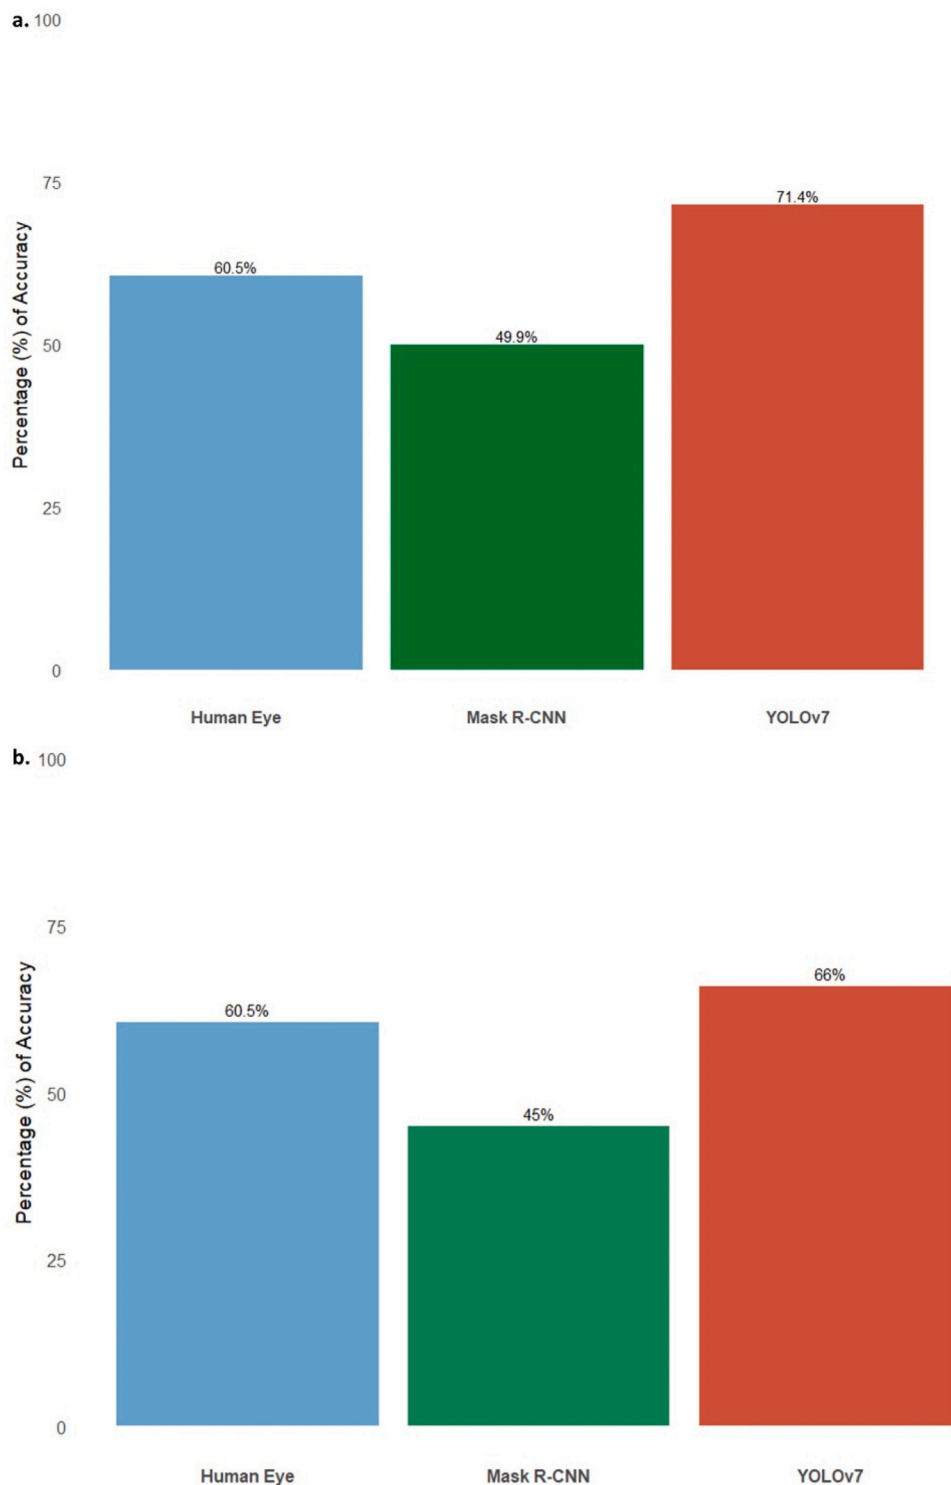 a. 100
75
71.4%
60.5%
50
49.9%
25
0
Percentage (%) of Accuracy
Human Eye Mask R-CNN YOLOv7
b. 100
75
66%
60.5%
50
45%
25
0
Percentage (%) of Accuracy
Human Eye Mask R-CNN YOLOv7